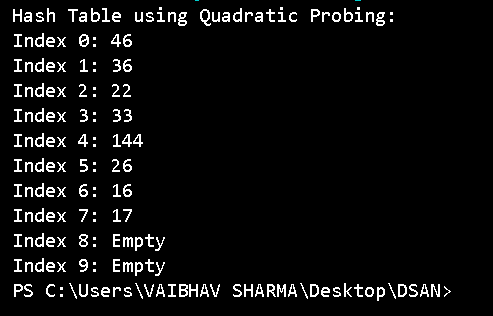 Hash Table using Quadratic Probing:
Index 0: 46
Index 1: 36
Index 2: 22
Index 3: 33
Index 4: 144
Index 5: 26
Index 6: 16
Index 7: 17
Index 8: Empty
Index 9: Empty
PS C:\Users\VAIBHAV SHARMA\Desktop\DSAN>